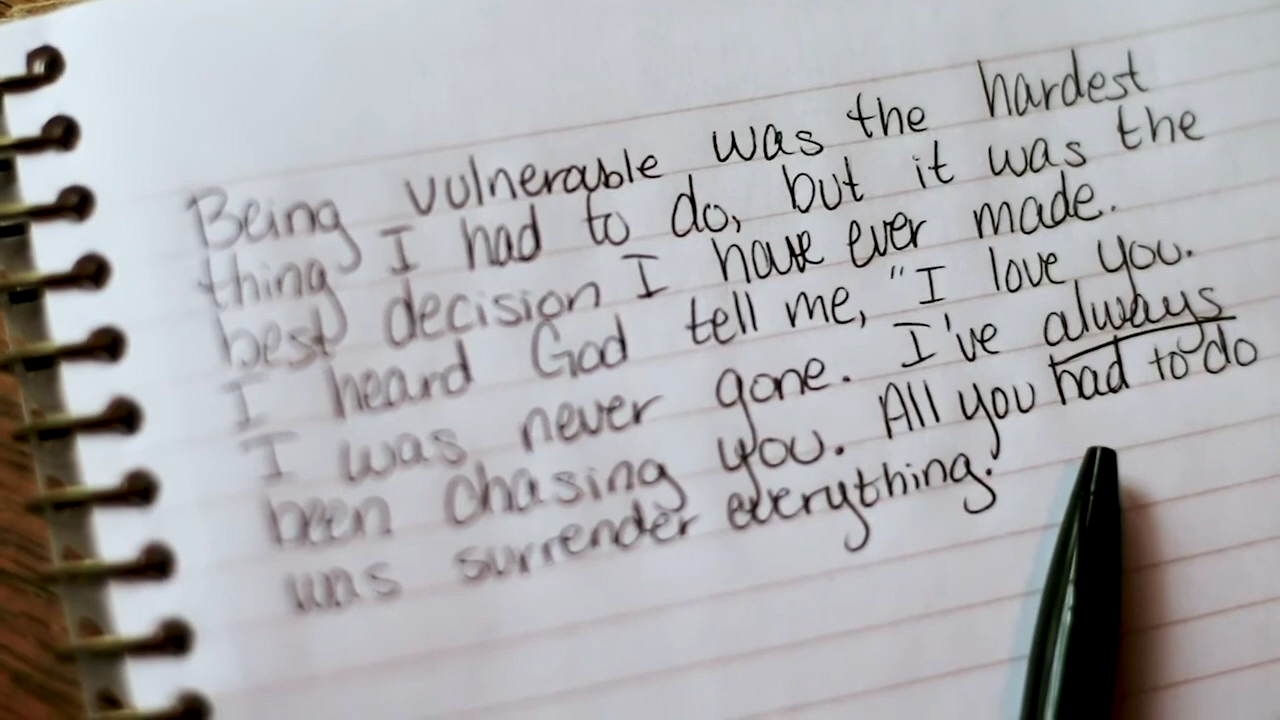 Being vulnerable was the hardest
thing I had to do, but it was the
best decision I have ever made.
I heard God tell me, "I love you.
I was never gone. I've always
been chasing you. All you had to do
was surrender everything."